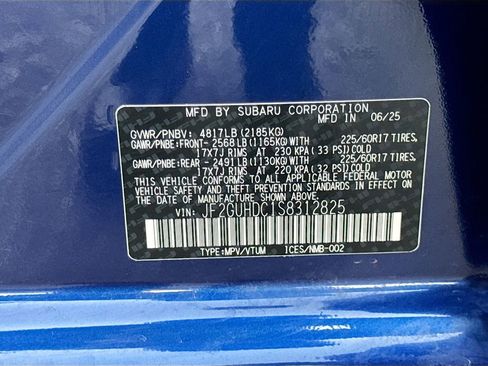 MFD BY SUBARU CORPORATION
MFD IN 06/25
GVWR/PNBV: 4817LB (2185KG)
GAWR/PNBE: FRONT- 2568LB (1165KG) WITH 225/60R17 TIRES,
17X7J RIMS AT 230 KPA (33 PSI) COLD
GAWR/PNBE: REAR - 2491LB (1130KG) WITH 225/60R17 TIRES,
17X7J RIMS AT 220 KPA (32 PSI) COLD
THIS VEHICLE CONFORMS TO ALL APPLICABLE FEDERAL MOTOR
VEHICLE SAFETY AND THEFT PREVENTION STANDARDS IN EFFECT
ON THE DATE OF MANUFACTURE SHOWN ABOVE.
VIN: JF2GUHDC1S8312825
TYPE:MPV/VTUM ICES/NMB-002